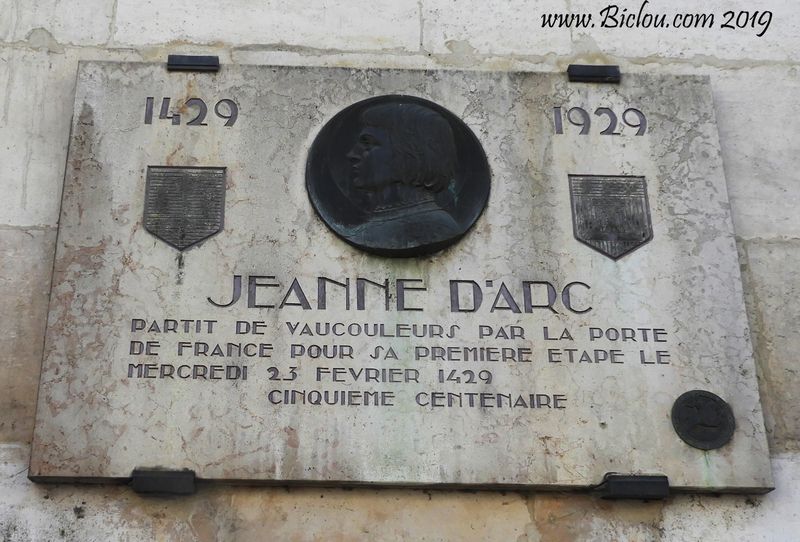 www.Biclou.com 2019
1429 1929
JEANNE D'ARC
PARTIT DE VAUCOULEURS PAR LA PORTE
DE FRANCE POUR SA PREMIERE ETAPE LE
MERCREDI 23 FEVRIER 1429
CINQUIEME CENTENAIRE